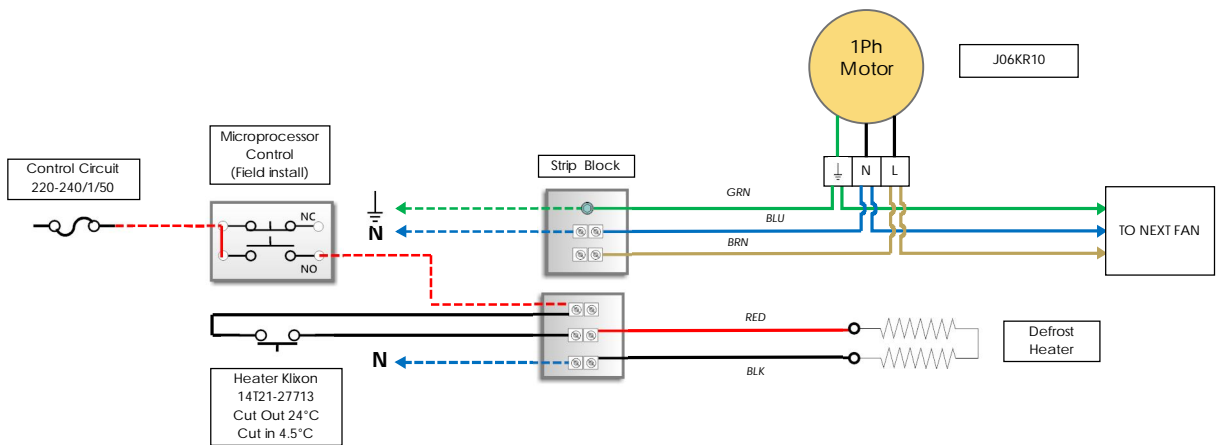 1Ph
Motor
J06KR10
Microprocessor
Control
(Field install)
Control Circuit
220-240/1/50
Strip Block
N
L
GRN
NC
N
BLU
TO NEXT FAN
BRN
NO
RED
Defrost
Heater
N
BLK
Heater Klixon
14T21-27713
Cut Out 24°C
Cut in 4.5°C